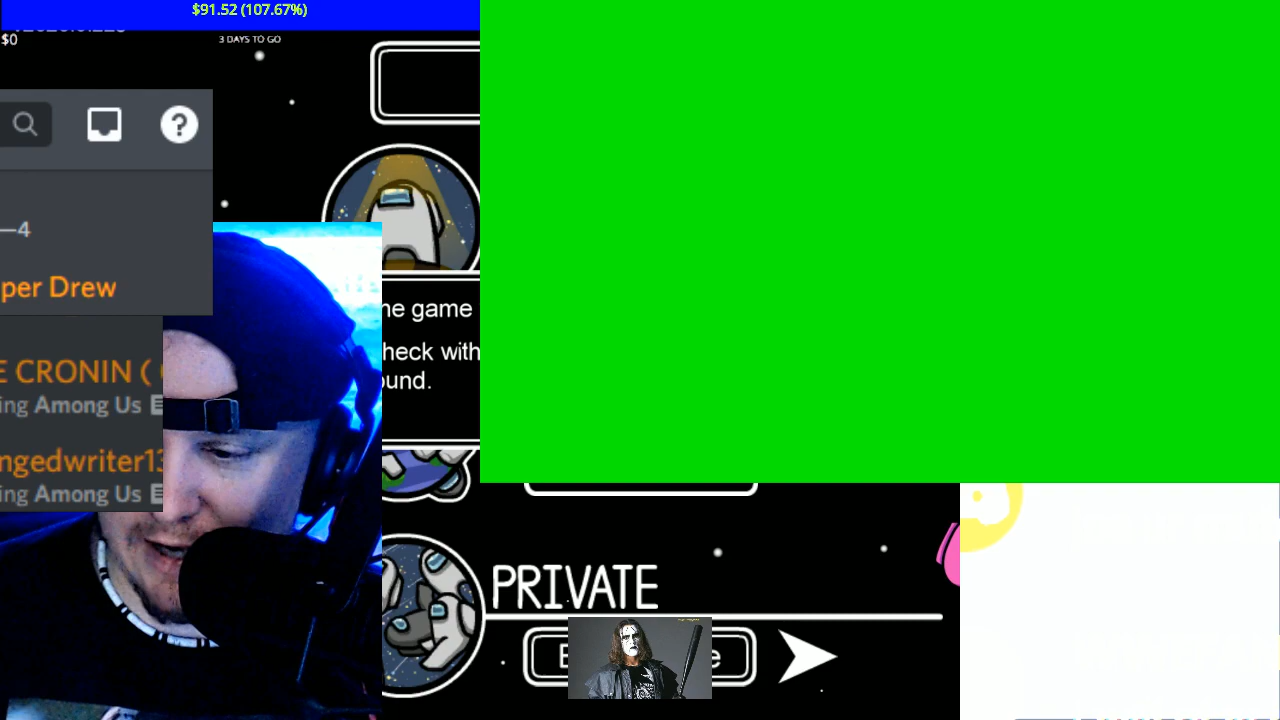 $91.52 (107.67%)
$0
3 DAYS TO GO
—4
per Drew
he game
E CRONIN (
heck with
ing Among Us
ound.
ngedwriter13
ing Among Us
PRIVATE
E
e